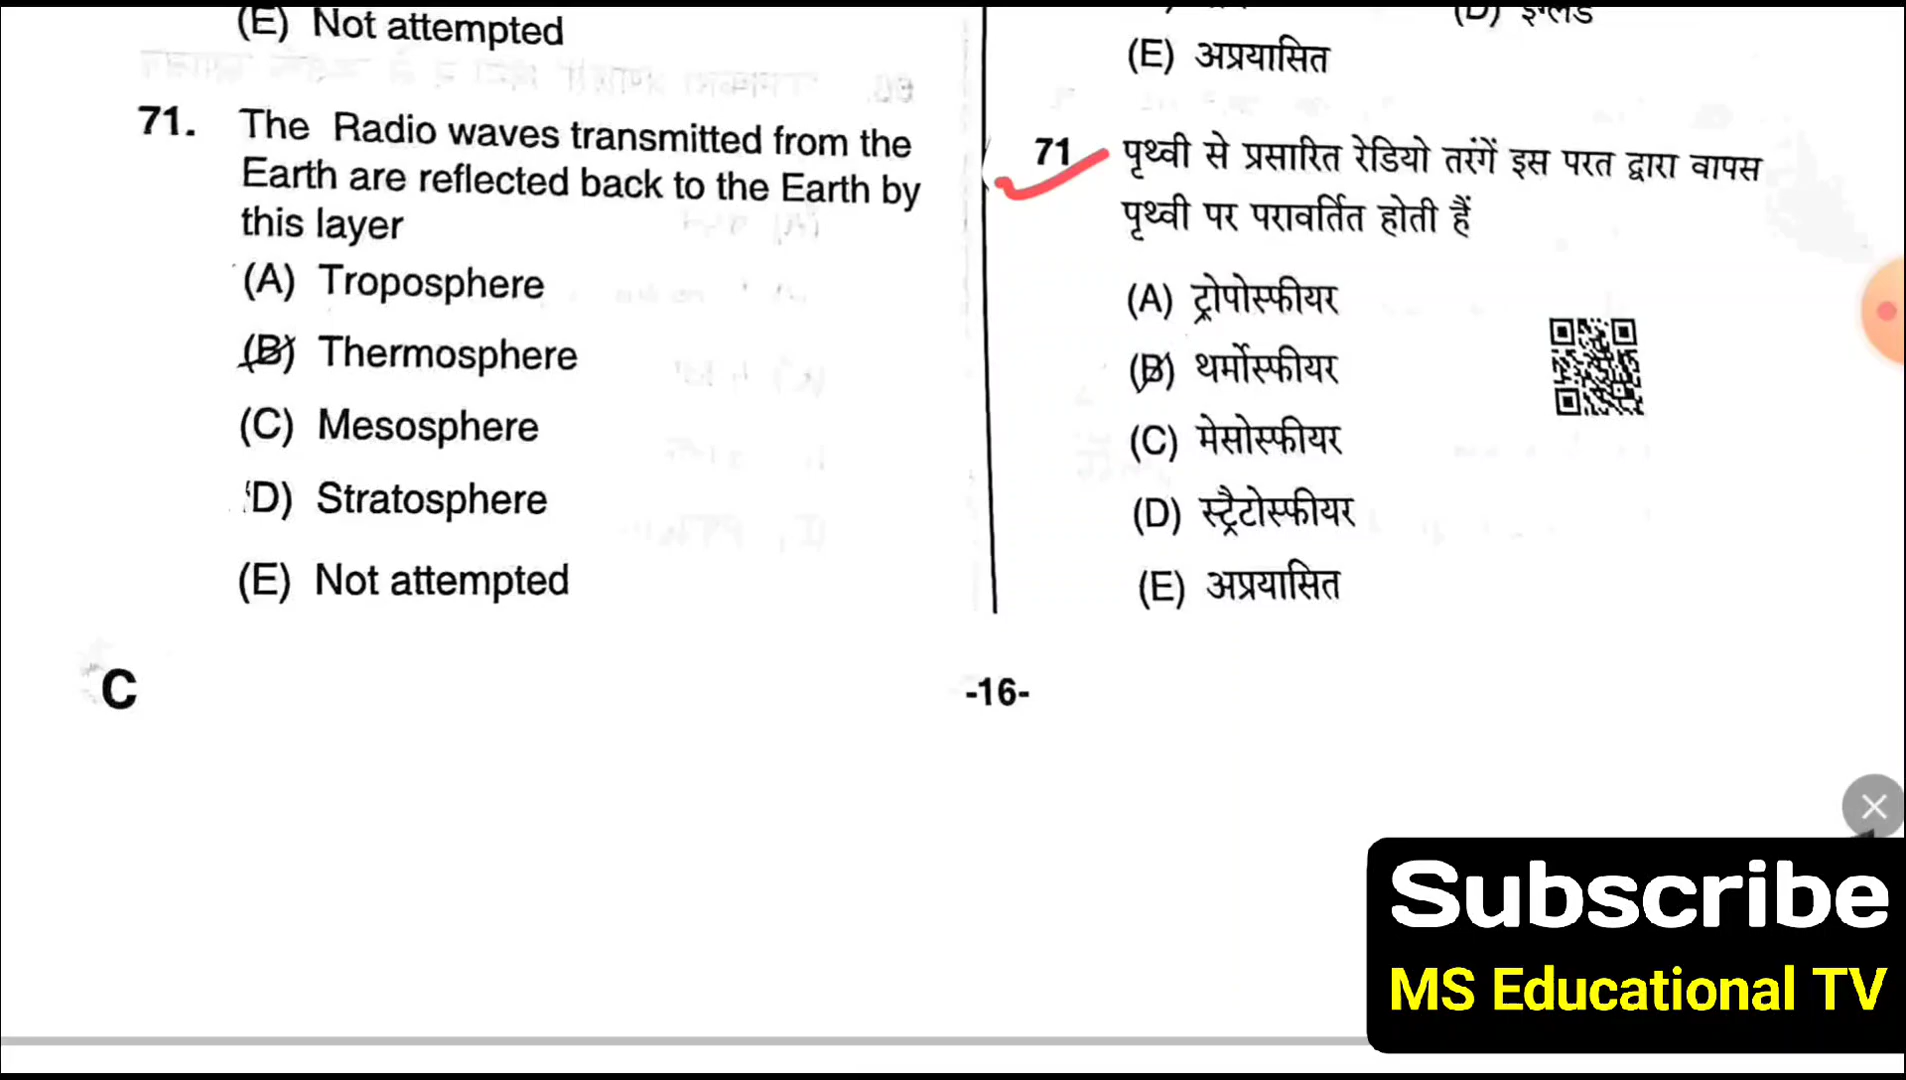 (E) Not attempted
71. The Radio waves transmitted from the
Earth are reflected back to the Earth by
this layer
(A) Troposphere
(B) Thermosphere
(C) Mesosphere
(D) Stratosphere
(E) Not attempted
(E) अप्रयासित
71 पृथ्वी से प्रसारित रेडियो तरंगें इस परत द्वारा वापस
पृथ्वी पर परावर्तित होती हैं
(A) ट्रोपोस्फीयर
(B) थर्मोस्फीयर
(C) मेसोस्फीयर
(D) स्ट्रैटोस्फीयर
(E) अप्रयासित
C
-16-
Subscribe
MS Educational TV